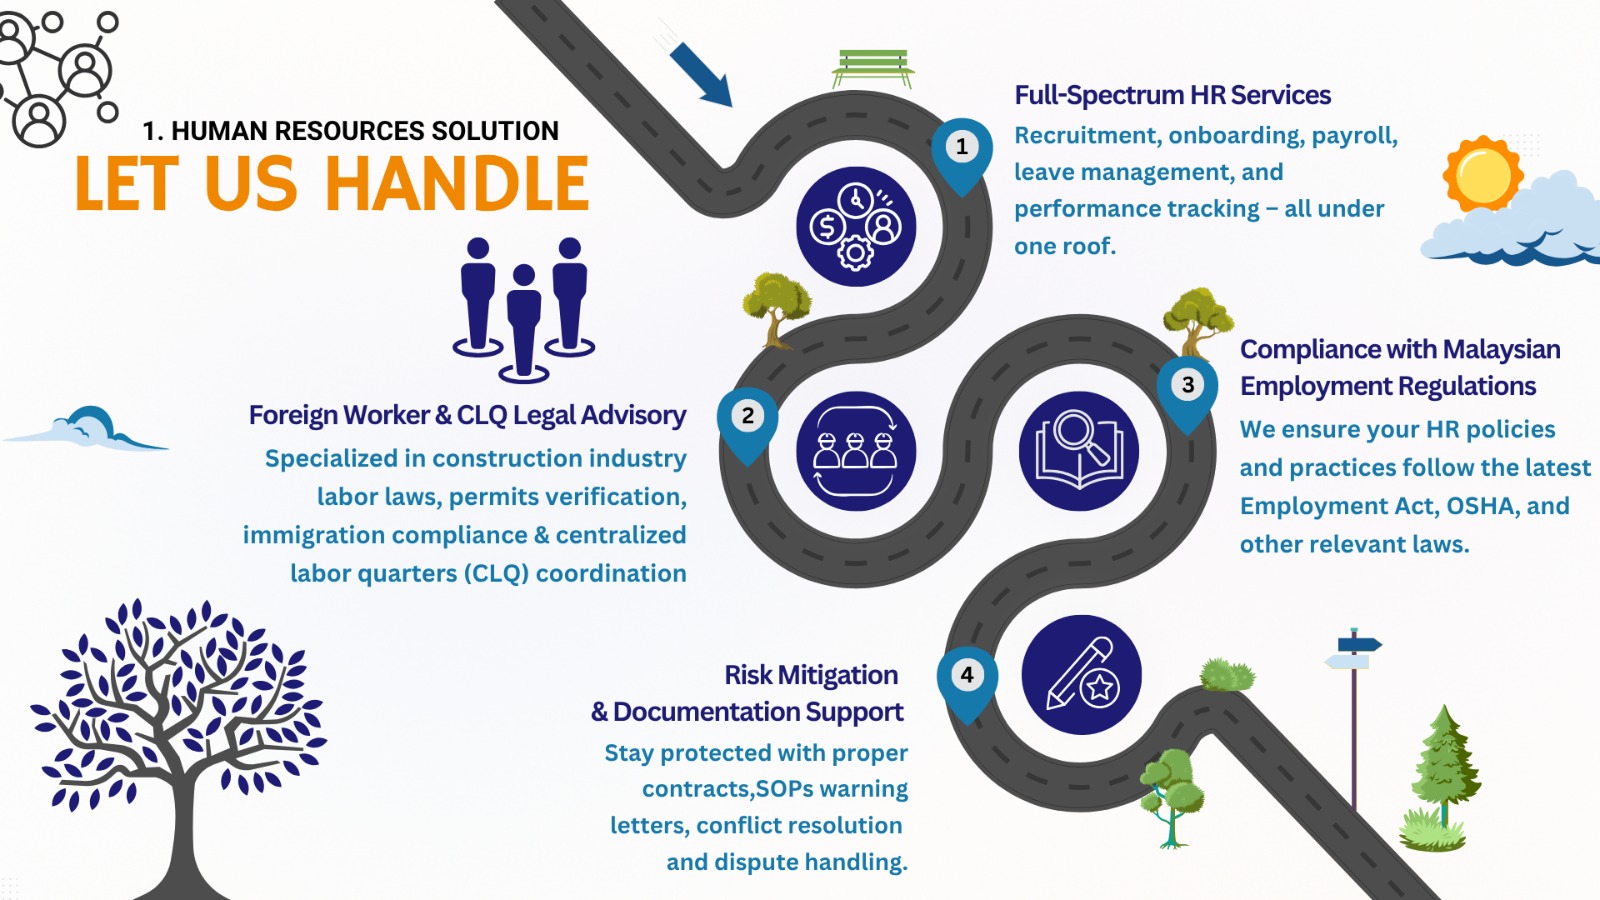 1. HUMAN RESOURCES SOLUTION
LET US HANDLE
1
Full-Spectrum HR Services
Recruitment, onboarding, payroll,
leave management, and
performance tracking – all under
one roof.
2
Foreign Worker & CLQ Legal Advisory
Specialized in construction industry
labor laws, permits verification,
immigration compliance & centralized
labor quarters (CLQ) coordination
3
Compliance with Malaysian
Employment Regulations
We ensure your HR policies
and practices follow the latest
Employment Act, OSHA, and
other relevant laws.
4
Risk Mitigation
& Documentation Support
Stay protected with proper
contracts,SOPs warning
letters, conflict resolution
and dispute handling.
$